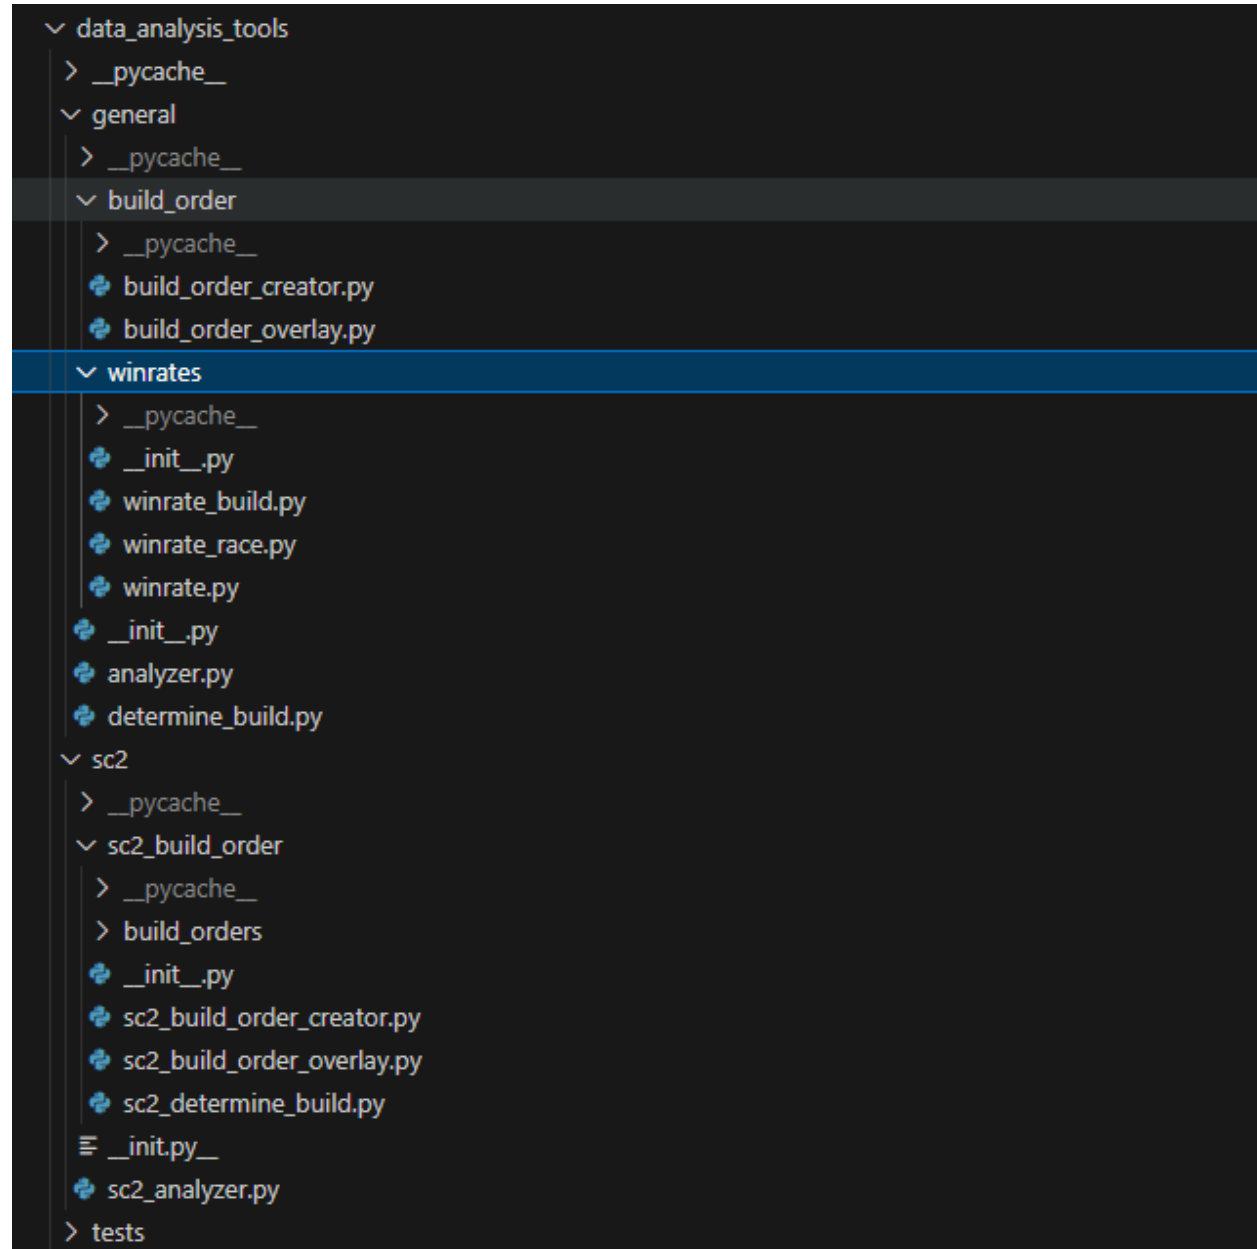 data_analysis_tools
__pycache__
general
__pycache__
build_order
__pycache__
build_order_creator.py
build_order_overlay.py
winrates
__pycache__
__init__.py
winrate_build.py
winrate_race.py
winrate.py
__init__.py
analyzer.py
determine_build.py
sc2
__pycache__
sc2_build_order
__pycache__
build_orders
__init__.py
sc2_build_order_creator.py
sc2_build_order_overlay.py
sc2_determine_build.py
__init.py__
sc2_analyzer.py
tests